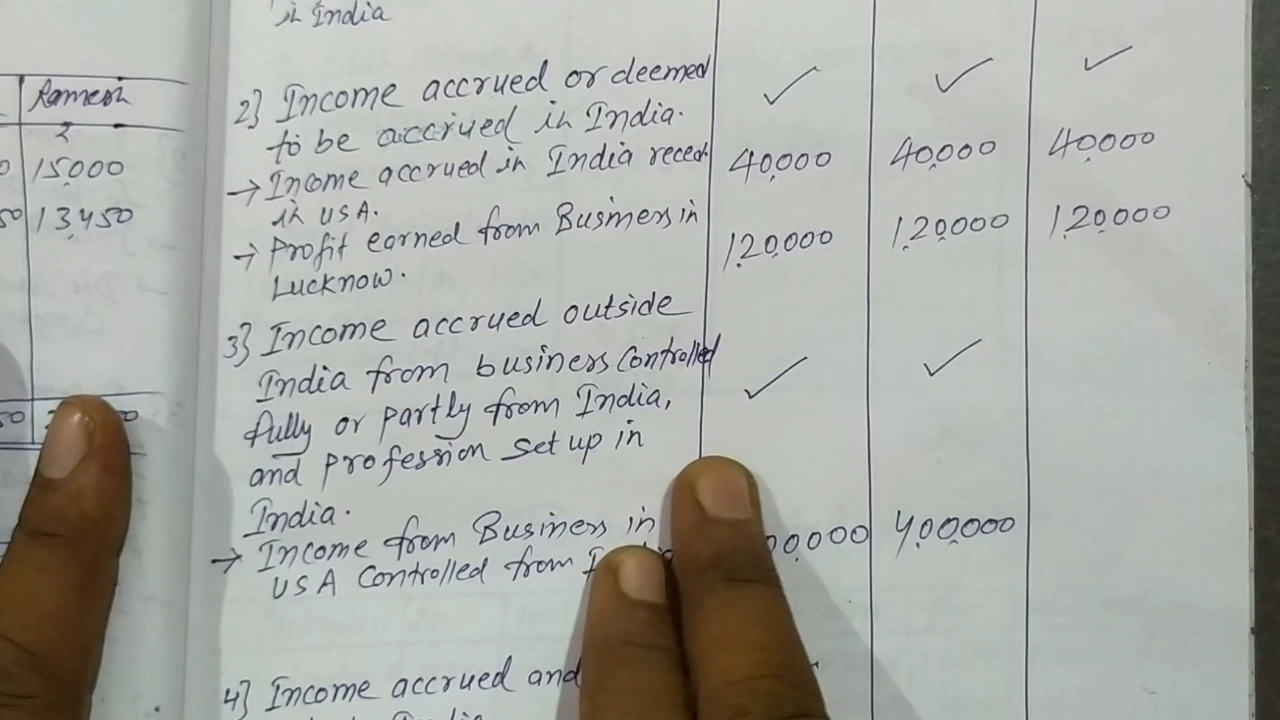 in India
Ramesh
₹
15,000
13,450
2} Income accrued or deemed ✓ ✓ ✓
to be accrued in India.
→ Income accrued in India reced. 40,000 40,000 40,000
in USA.
→ Profit earned from Business in 1,20,000 1,20,000 1,20,000
Lucknow.
3} Income accrued outside
India from business controlled ✓ ✓
fully or partly from India,
and profession set up in
India.
→ Income from Business in 00,000 4,00,000
USA controlled from
4} Income accrued and